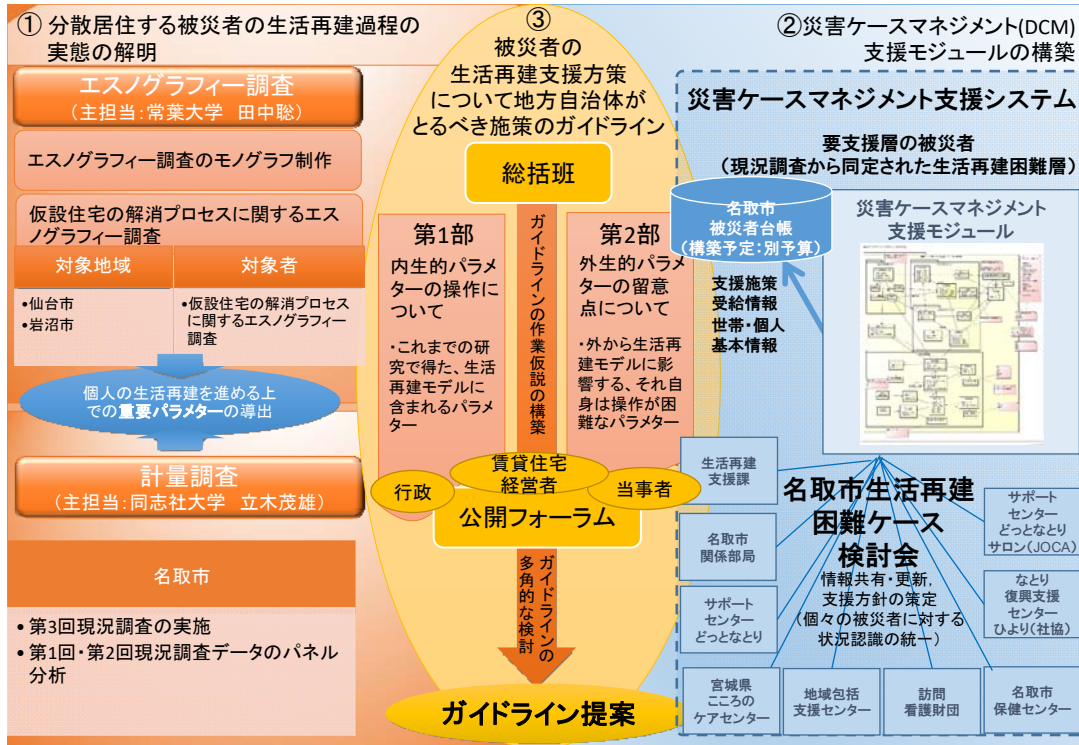 ① 分散居住する被災者の生活再建過程の
実態の解明
エスノグラフィー調査
(主担当:常葉大学 田中聡)
エスノグラフィー調査のモノグラフ制作
仮設住宅の解消プロセスに関するエス
ノグラフィー調査
対象地域
対象者
•仙台市
•岩沼市
•仮設住宅の解消プロセス
に関するエスノグラフィー
調査
個人の生活再建を進める上
での重要パラメターの導出
計量調査
(主担当:同志社大学 立木茂雄)
名取市
• 第3回現況調査の実施
• 第1回・第2回現況調査データのパネル
分析
③
被災者の
生活再建支援方策
について地方自治体が
とるべき施策のガイドライン
総括班
ガイドラインの作業仮説の構築
第1部
内生的パラ
メターの操作に
ついて
・これまでの研
究で得た、生活
再建モデルに
含まれるパラメ
ター
第2部
外生的パラ
メターの留意
点について
・外から生活再
建モデルに影
響する、それ自
身は操作が困
難なパラメター
行政
賃貸住宅
経営者
当事者
公開フォーラム
ガイドラインの
多角的な検討
ガイドライン提案
②災害ケースマネジメント(DCM)
支援モジュールの構築
災害ケースマネジメント支援システム
要支援層の被災者
(現況調査から同定された生活再建困難層)
名取市
被災者台帳
(構築予定:別予算)
災害ケースマネジメント
支援モジュール
支援施策
受給情報
世帯・個人
基本情報
生活再建
支援課
名取市
関係部局
サポート
センター
どっとなとり
名取市生活再建
困難ケース
検討会
情報共有・更新,
支援方針の策定
(個々の被災者に対する
状況認識の統一)
サポート
センター
どっとなとり
サロン(JOCA)
なとり
復興支援
センター
ひより(社協)
宮城県
こころの
ケアセンター
地域包括
支援センター
訪問
看護財団
名取市
保健センター